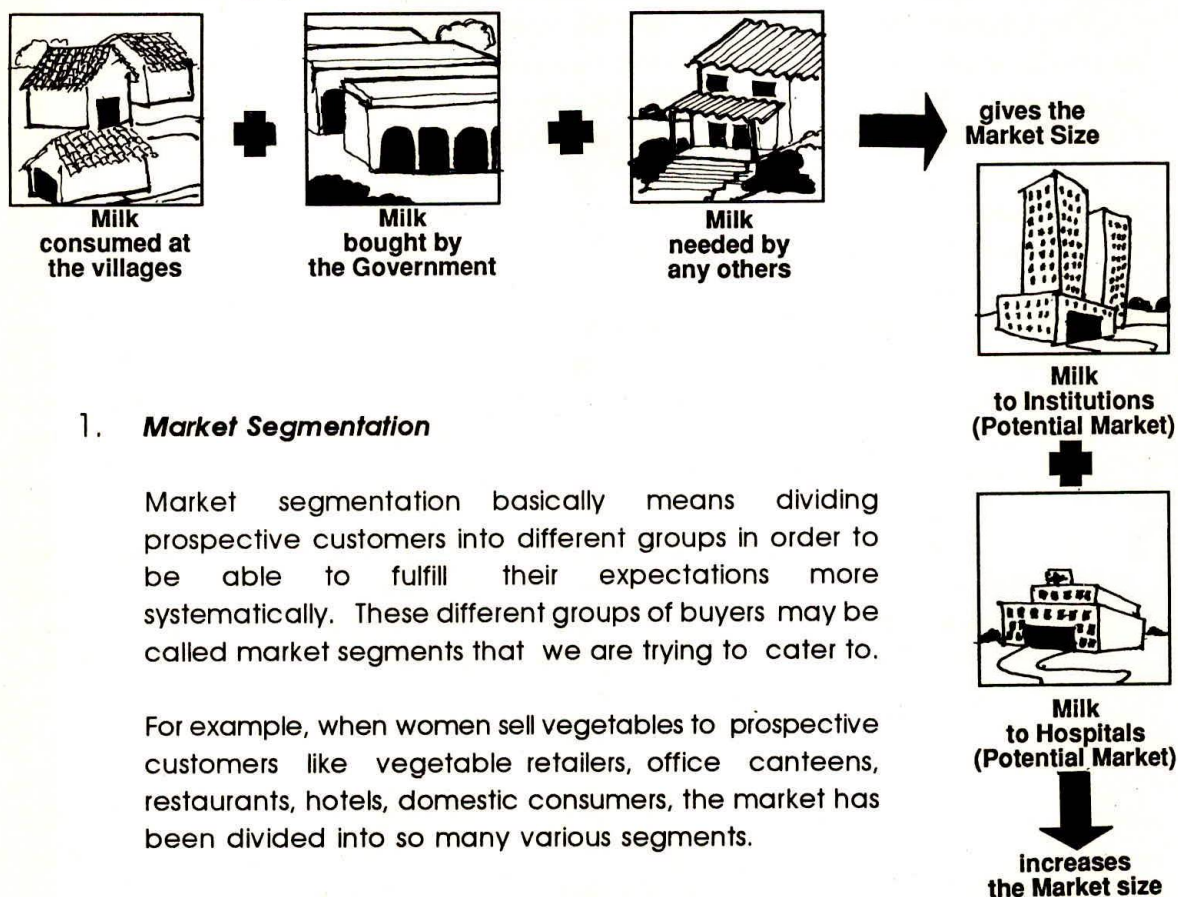 Milk
consumed at
the villages
Milk
bought by
the Government
Milk
needed by
any others
gives the
Market Size
Milk
to Institutions
(Potential Market)
Milk
to Hospitals
(Potential Market)
increases
the Market size
1. Market Segmentation
Market segmentation basically means dividing
prospective customers into different groups in order to
be able to fulfill their expectations more
systematically. These different groups of buyers may be
called market segments that we are trying to cater to.
For example, when women sell vegetables to prospective
customers like vegetable retailers, office canteens,
restaurants, hotels, domestic consumers, the market has
been divided into so many various segments.